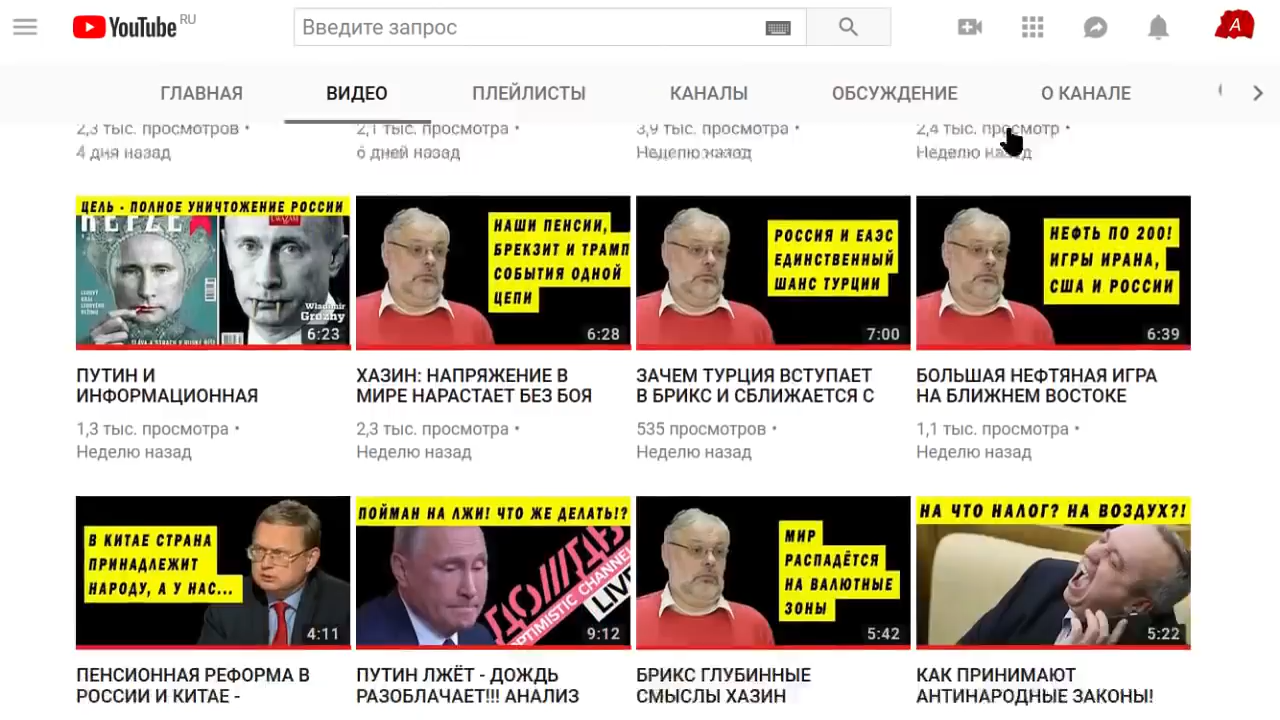 YouTube RU
Введите запрос
A
ГЛАВНАЯ
ВИДЕО
ПЛЕЙЛИСТЫ
КАНАЛЫ
ОБСУЖДЕНИЕ
О КАНАЛЕ
2,3 тыс. просмотров •
4 дня назад
2,1 тыс. просмотра •
6 дней назад
3,9 тыс. просмотра •
Неделю назад
2,4 тыс. просмотр •
Неделю назад
ЦЕЛЬ - ПОЛНОЕ УНИЧТОЖЕНИЕ РОССИИ
Wladimir
Grozny
6:23
ПУТИН И
ИНФОРМАЦИОННАЯ
1,3 тыс. просмотра •
Неделю назад
НАШИ ПЕНСИИ,
БРЕКЗИТ И ТРАМП
СОБЫТИЯ ОДНОЙ
ЦЕПИ
6:28
ХАЗИН: НАПРЯЖЕНИЕ В
МИРЕ НАРАСТАЕТ БЕЗ БОЯ
2,3 тыс. просмотра •
Неделю назад
РОССИЯ И ЕАЭС
ЕДИНСТВЕННЫЙ
ШАНС ТУРЦИИ
7:00
ЗАЧЕМ ТУРЦИЯ ВСТУПАЕТ
В БРИКС И СБЛИЖАЕТСЯ С
535 просмотров •
Неделю назад
НЕФТЬ ПО 200!
ИГРЫ ИРАНА,
США И РОССИИ
6:39
БОЛЬШАЯ НЕФТЯНАЯ ИГРА
НА БЛИЖНЕМ ВОСТОКЕ
1,1 тыс. просмотра •
Неделю назад
В КИТАЕ СТРАНА
ПРИНАДЛЕЖИТ
НАРОДУ, А У НАС...
4:11
ПЕНСИОННАЯ РЕФОРМА В
РОССИИ И КИТАЕ -
ПОЙМАН НА ЛЖИ! ЧТО ЖЕ ДЕЛАТЬ!?
ДОЖДЬ
OPTIMISTIC CHANNEL
LIVE
9:12
ПУТИН ЛЖЁТ - ДОЖДЬ
РАЗОБЛАЧАЕТ!!! АНАЛИЗ
МИР
РАСПАДЁТСЯ
НА ВАЛЮТНЫЕ
ЗОНЫ
5:42
БРИКС ГЛУБИННЫЕ
СМЫСЛЫ ХАЗИН
НА ЧТО НАЛОГ? НА ВОЗДУХ?!
5:22
КАК ПРИНИМАЮТ
АНТИНАРОДНЫЕ ЗАКОНЫ!